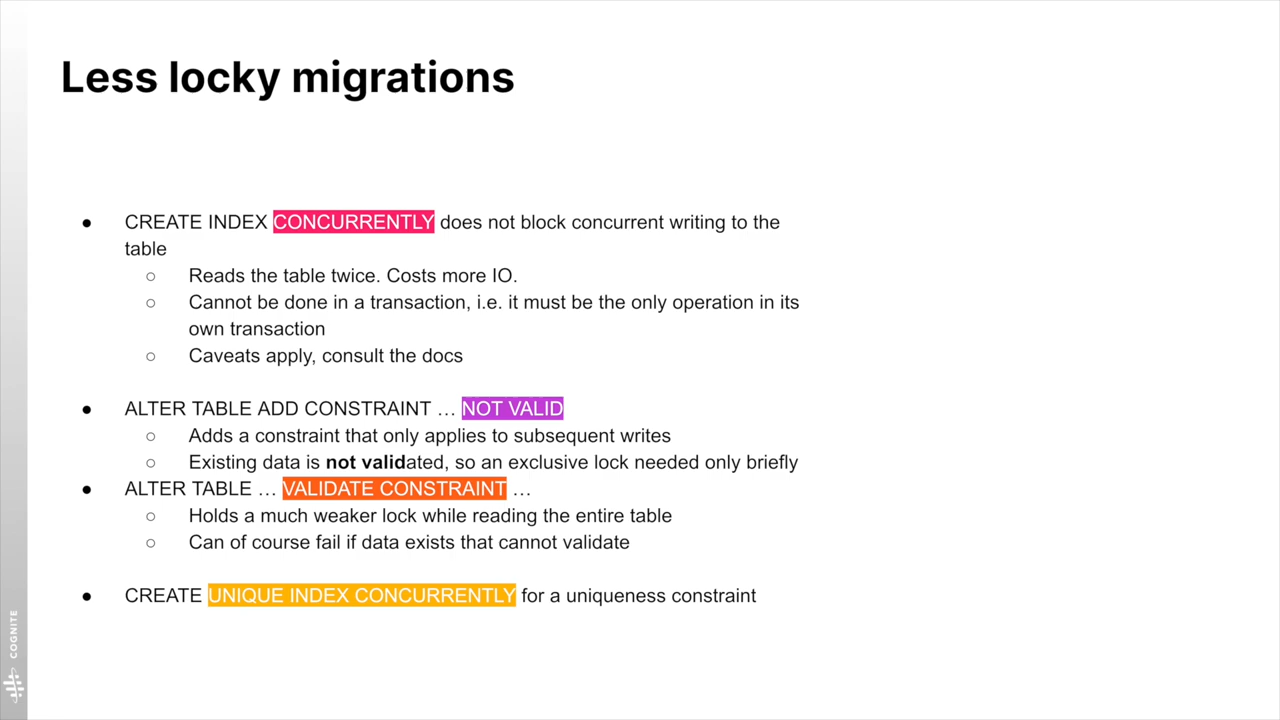 Less locky migrations
● CREATE INDEX CONCURRENTLY does not block concurrent writing to the
table
○ Reads the table twice. Costs more IO.
○ Cannot be done in a transaction, i.e. it must be the only operation in its
own transaction
○ Caveats apply, consult the docs
● ALTER TABLE ADD CONSTRAINT … NOT VALID
○ Adds a constraint that only applies to subsequent writes
○ Existing data is not validated, so an exclusive lock needed only briefly
● ALTER TABLE … VALIDATE CONSTRAINT …
○ Holds a much weaker lock while reading the entire table
○ Can of course fail if data exists that cannot validate
● CREATE UNIQUE INDEX CONCURRENTLY for a uniqueness constraint
COGNITE